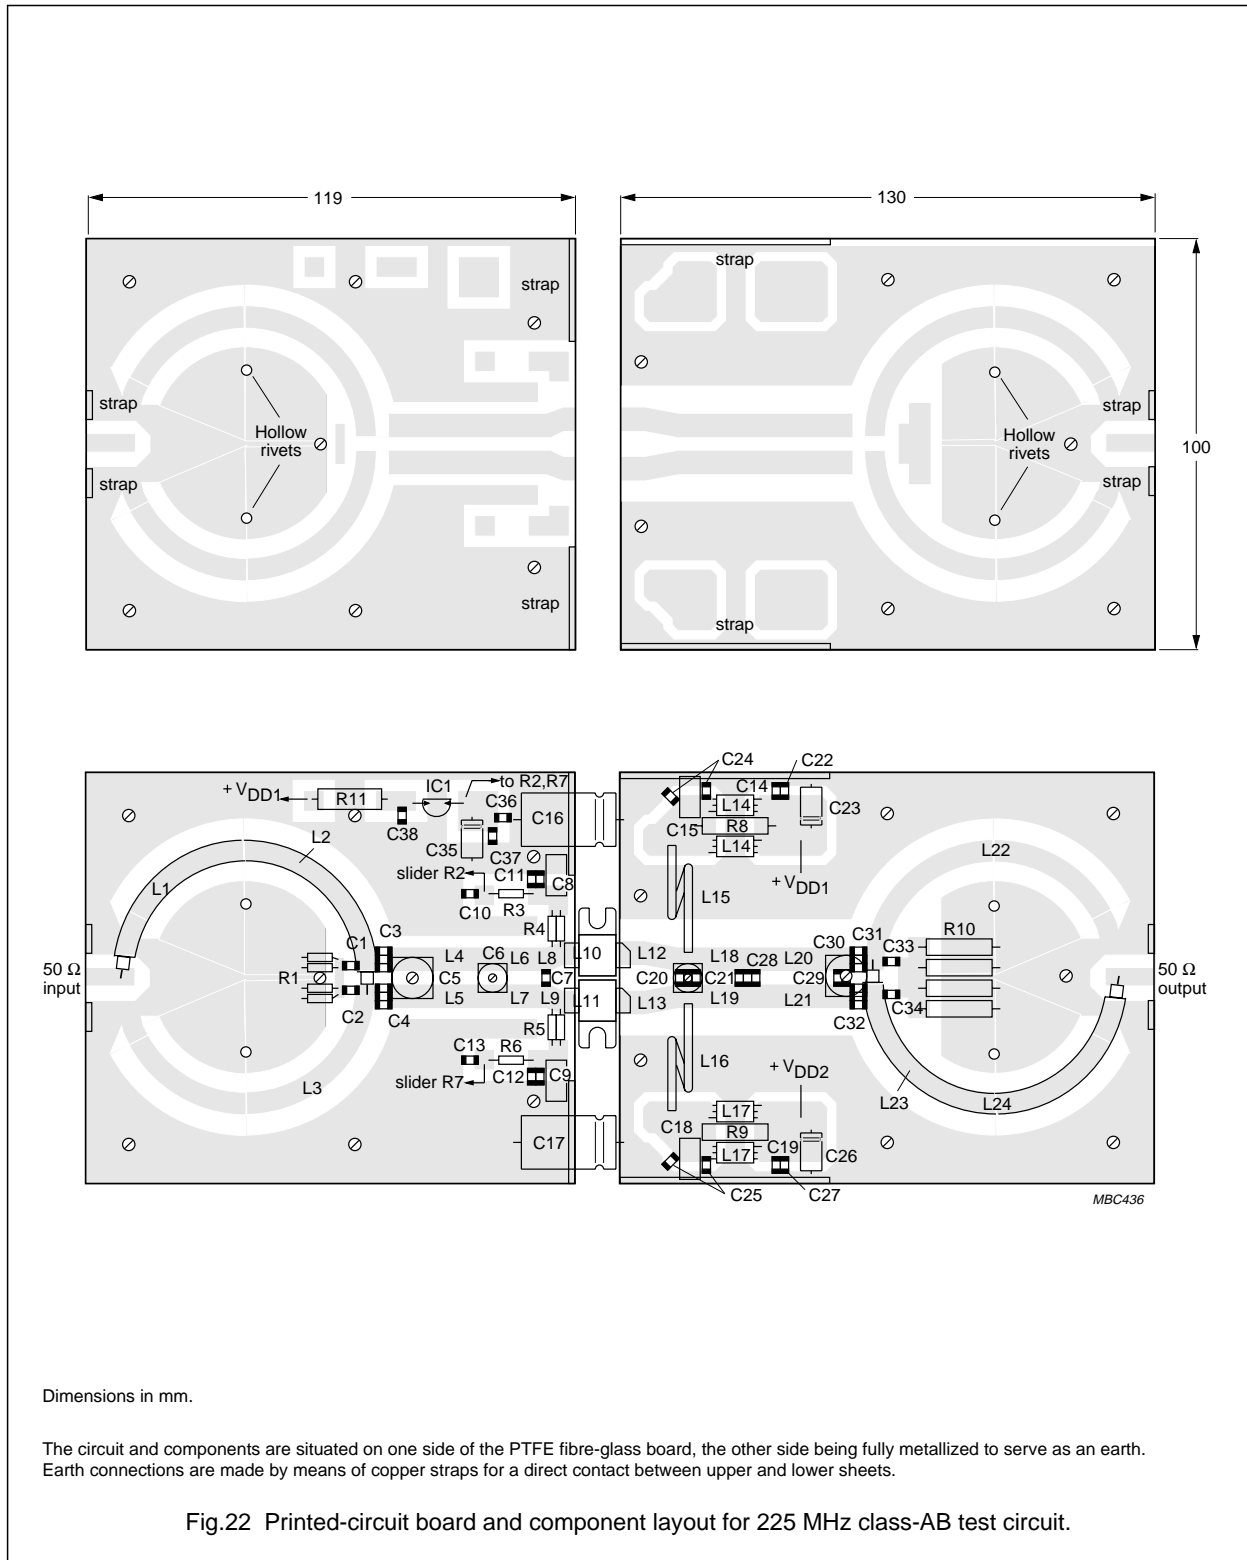 119
130
strap
strap
strap
strap
Hollow
rivets
Hollow
rivets
100
strap
strap
strap
strap
C24
C22
+ VDD1
IC1
to R2,R7
R11
C36
C16
C14
L14
C23
L2
C38
C35
C15
R8
C37
L14
L22
slider R2
C11
C8
+ VDD1
L1
C10
R3
L15
R4
C3
C30
C31
R10
C1
L4
C6
L6
L8
L10
L12
L18
C28
L20
C33
50 Ω
input
R1
C5
C7
C20
C21
C29
50 Ω
output
L5
L7
L9
L11
L13
L19
L21
C2
C4
C34
C32
R5
C13
R6
L16
+ VDD2
slider R7
C12
C9
L3
L23
L24
L17
C18
R9
C17
L17
C19
C26
C25
C27
MBC436
Dimensions in mm.
The circuit and components are situated on one side of the PTFE fibre-glass board, the other side being fully metallized to serve as an earth.
Earth connections are made by means of copper straps for a direct contact between upper and lower sheets.
Fig.22 Printed-circuit board and component layout for 225 MHz class-AB test circuit.